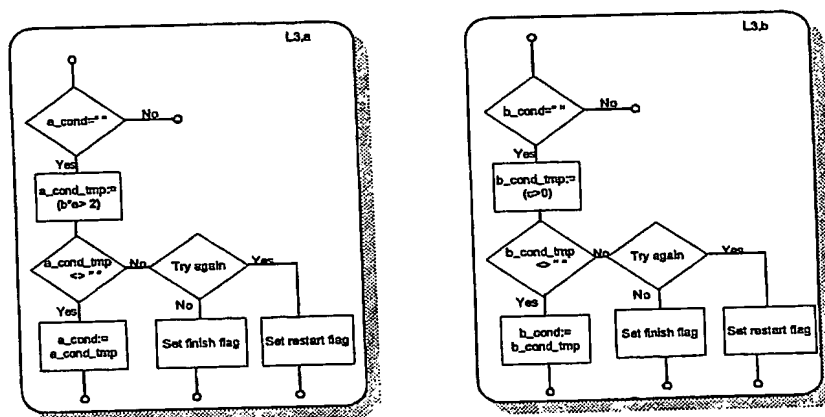 L3,a
a_cond=" "
No
Yes
a_cond_tmp:=
(b*a> 2)
a_cond_tmp
<> " "
No
Try again
Yes
Yes
No
a_cond:=
a_cond_tmp
Set finish flag
Set restart flag
L3,b
b_cond=" "
No
Yes
b_cond_tmp:=
(c>0)
b_cond_tmp
<> " "
No
Try again
Yes
Yes
No
b_cond:=
b_cond_tmp
Set finish flag
Set restart flag